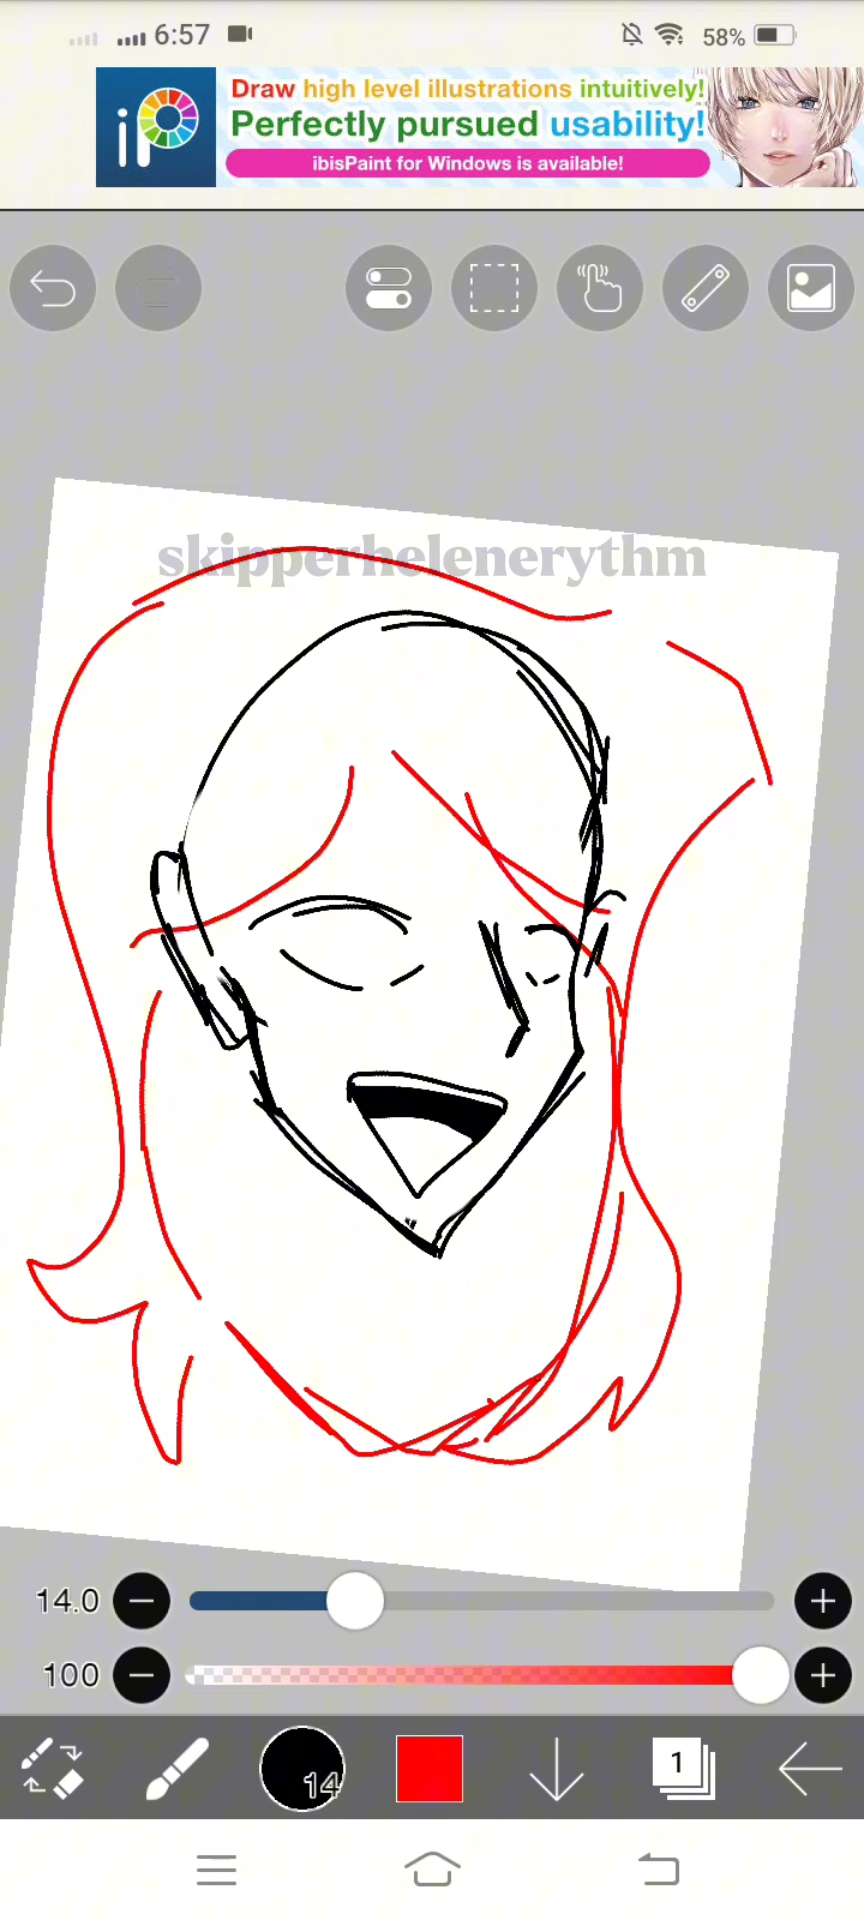 6:57
58%
iP
Draw high level illustrations intuitively!
Perfectly pursued usability!
ibisPaint for Windows is available!
skipperhelenerythm
14.0
100
14
1